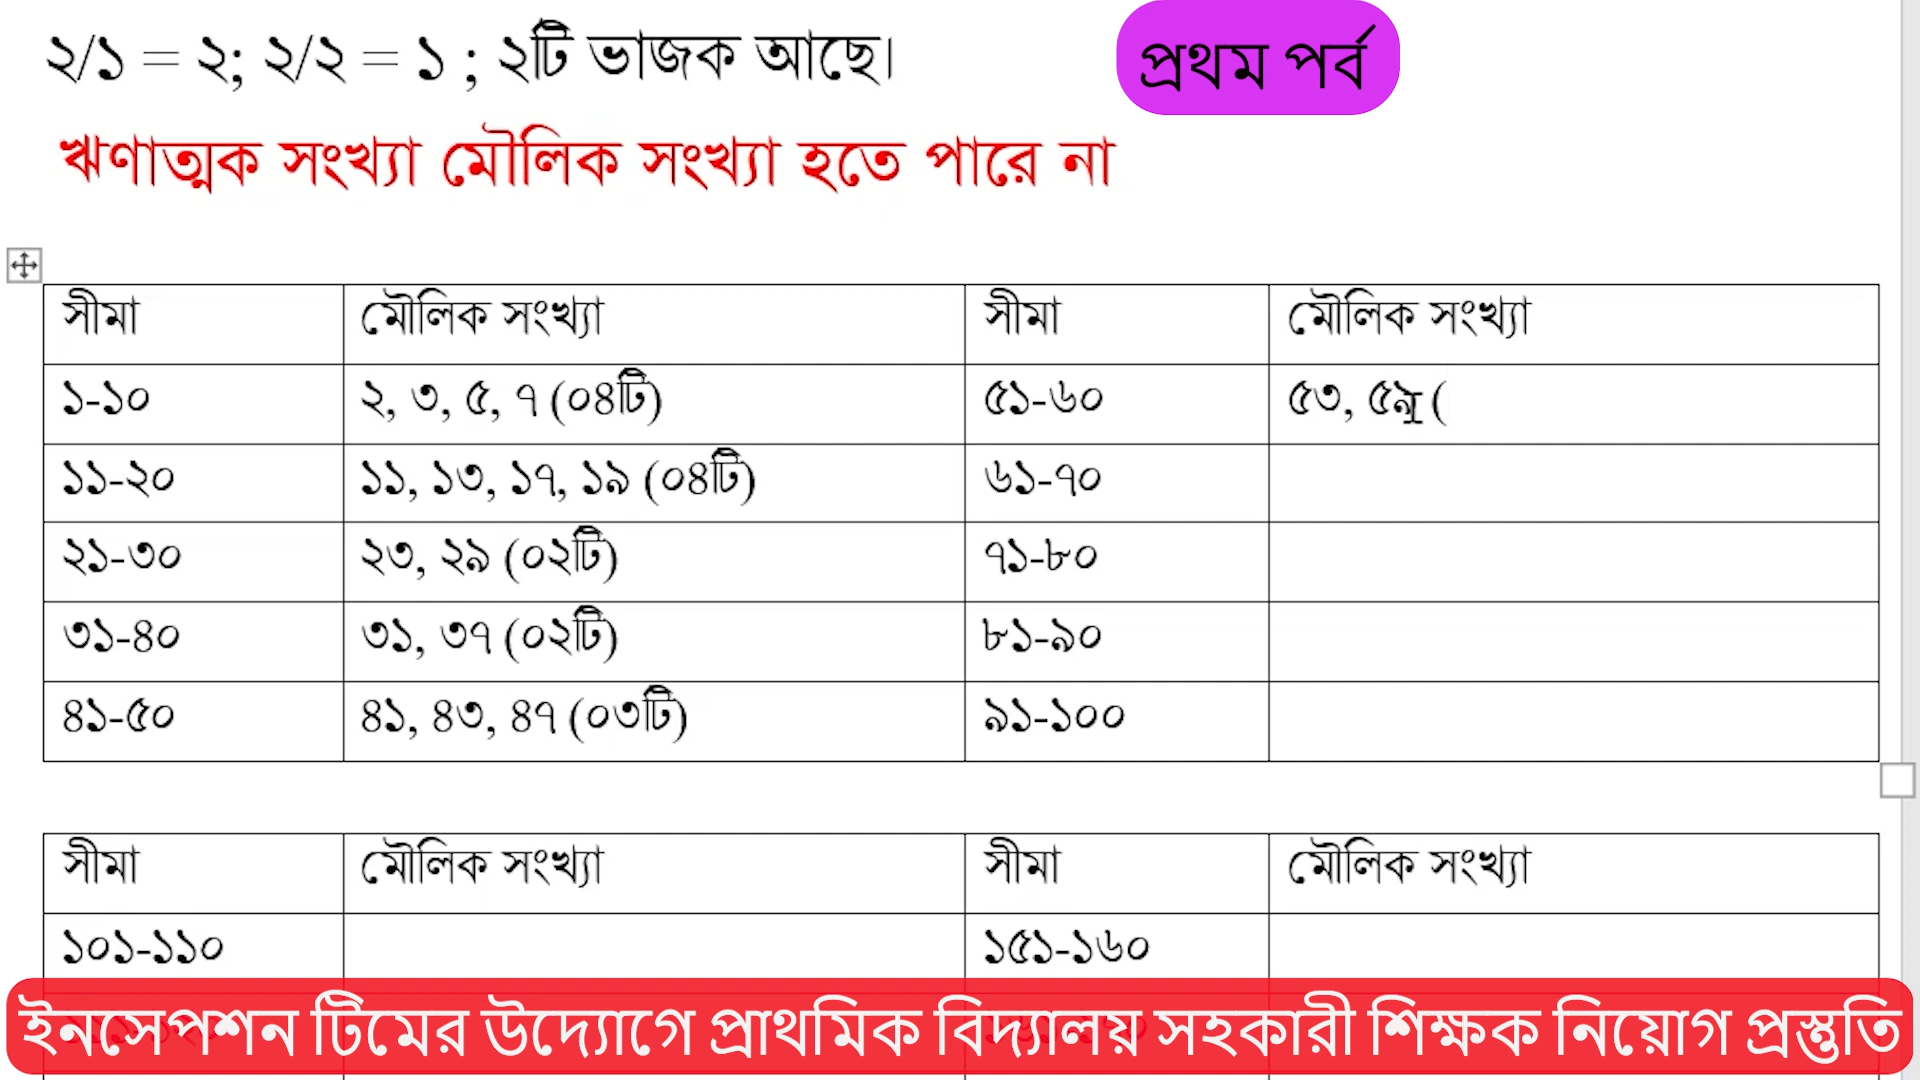 ২/১ = ২; ২/২ = ১ ; ২টি ভাজক আছে।
প্রথম পর্ব
ঋণাত্মক সংখ্যা মৌলিক সংখ্যা হতে পারে না
সীমা মৌলিক সংখ্যা সীমা মৌলিক সংখ্যা
১-১০ ২, ৩, ৫, ৭ (০৪টি) ৫১-৬০ ৫৩, ৫৯ (
১১-২০ ১১, ১৩, ১৭, ১৯ (০৪টি) ৬১-৭০
২১-৩০ ২৩, ২৯ (০২টি) ৭১-৮০
৩১-৪০ ৩১, ৩৭ (০২টি) ৮১-৯০
৪১-৫০ ৪১, ৪৩, ৪৭ (০৩টি) ৯১-১০০
সীমা মৌলিক সংখ্যা সীমা মৌলিক সংখ্যা
১০১-১১০ ১৫১-১৬০
ইনসেপশন টিমের উদ্যোগে প্রাথমিক বিদ্যালয় সহকারী শিক্ষক নিয়োগ প্রস্তুতি